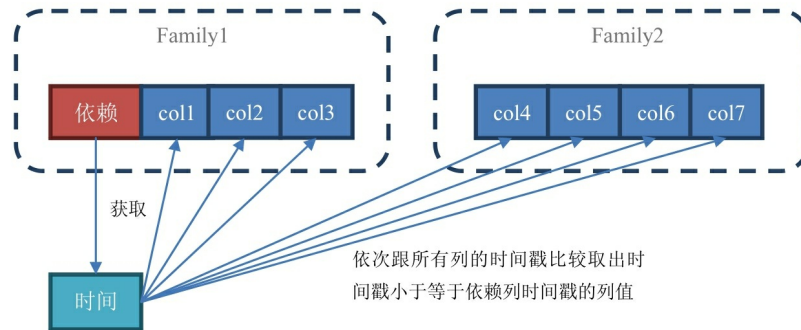 Family1
Family2
依赖 col1 col2 col3
col4 col5 col6 col7
获取
依次跟所有列的时间戳比较取出时
间戳小于等于依赖列时间戳的列值
时间